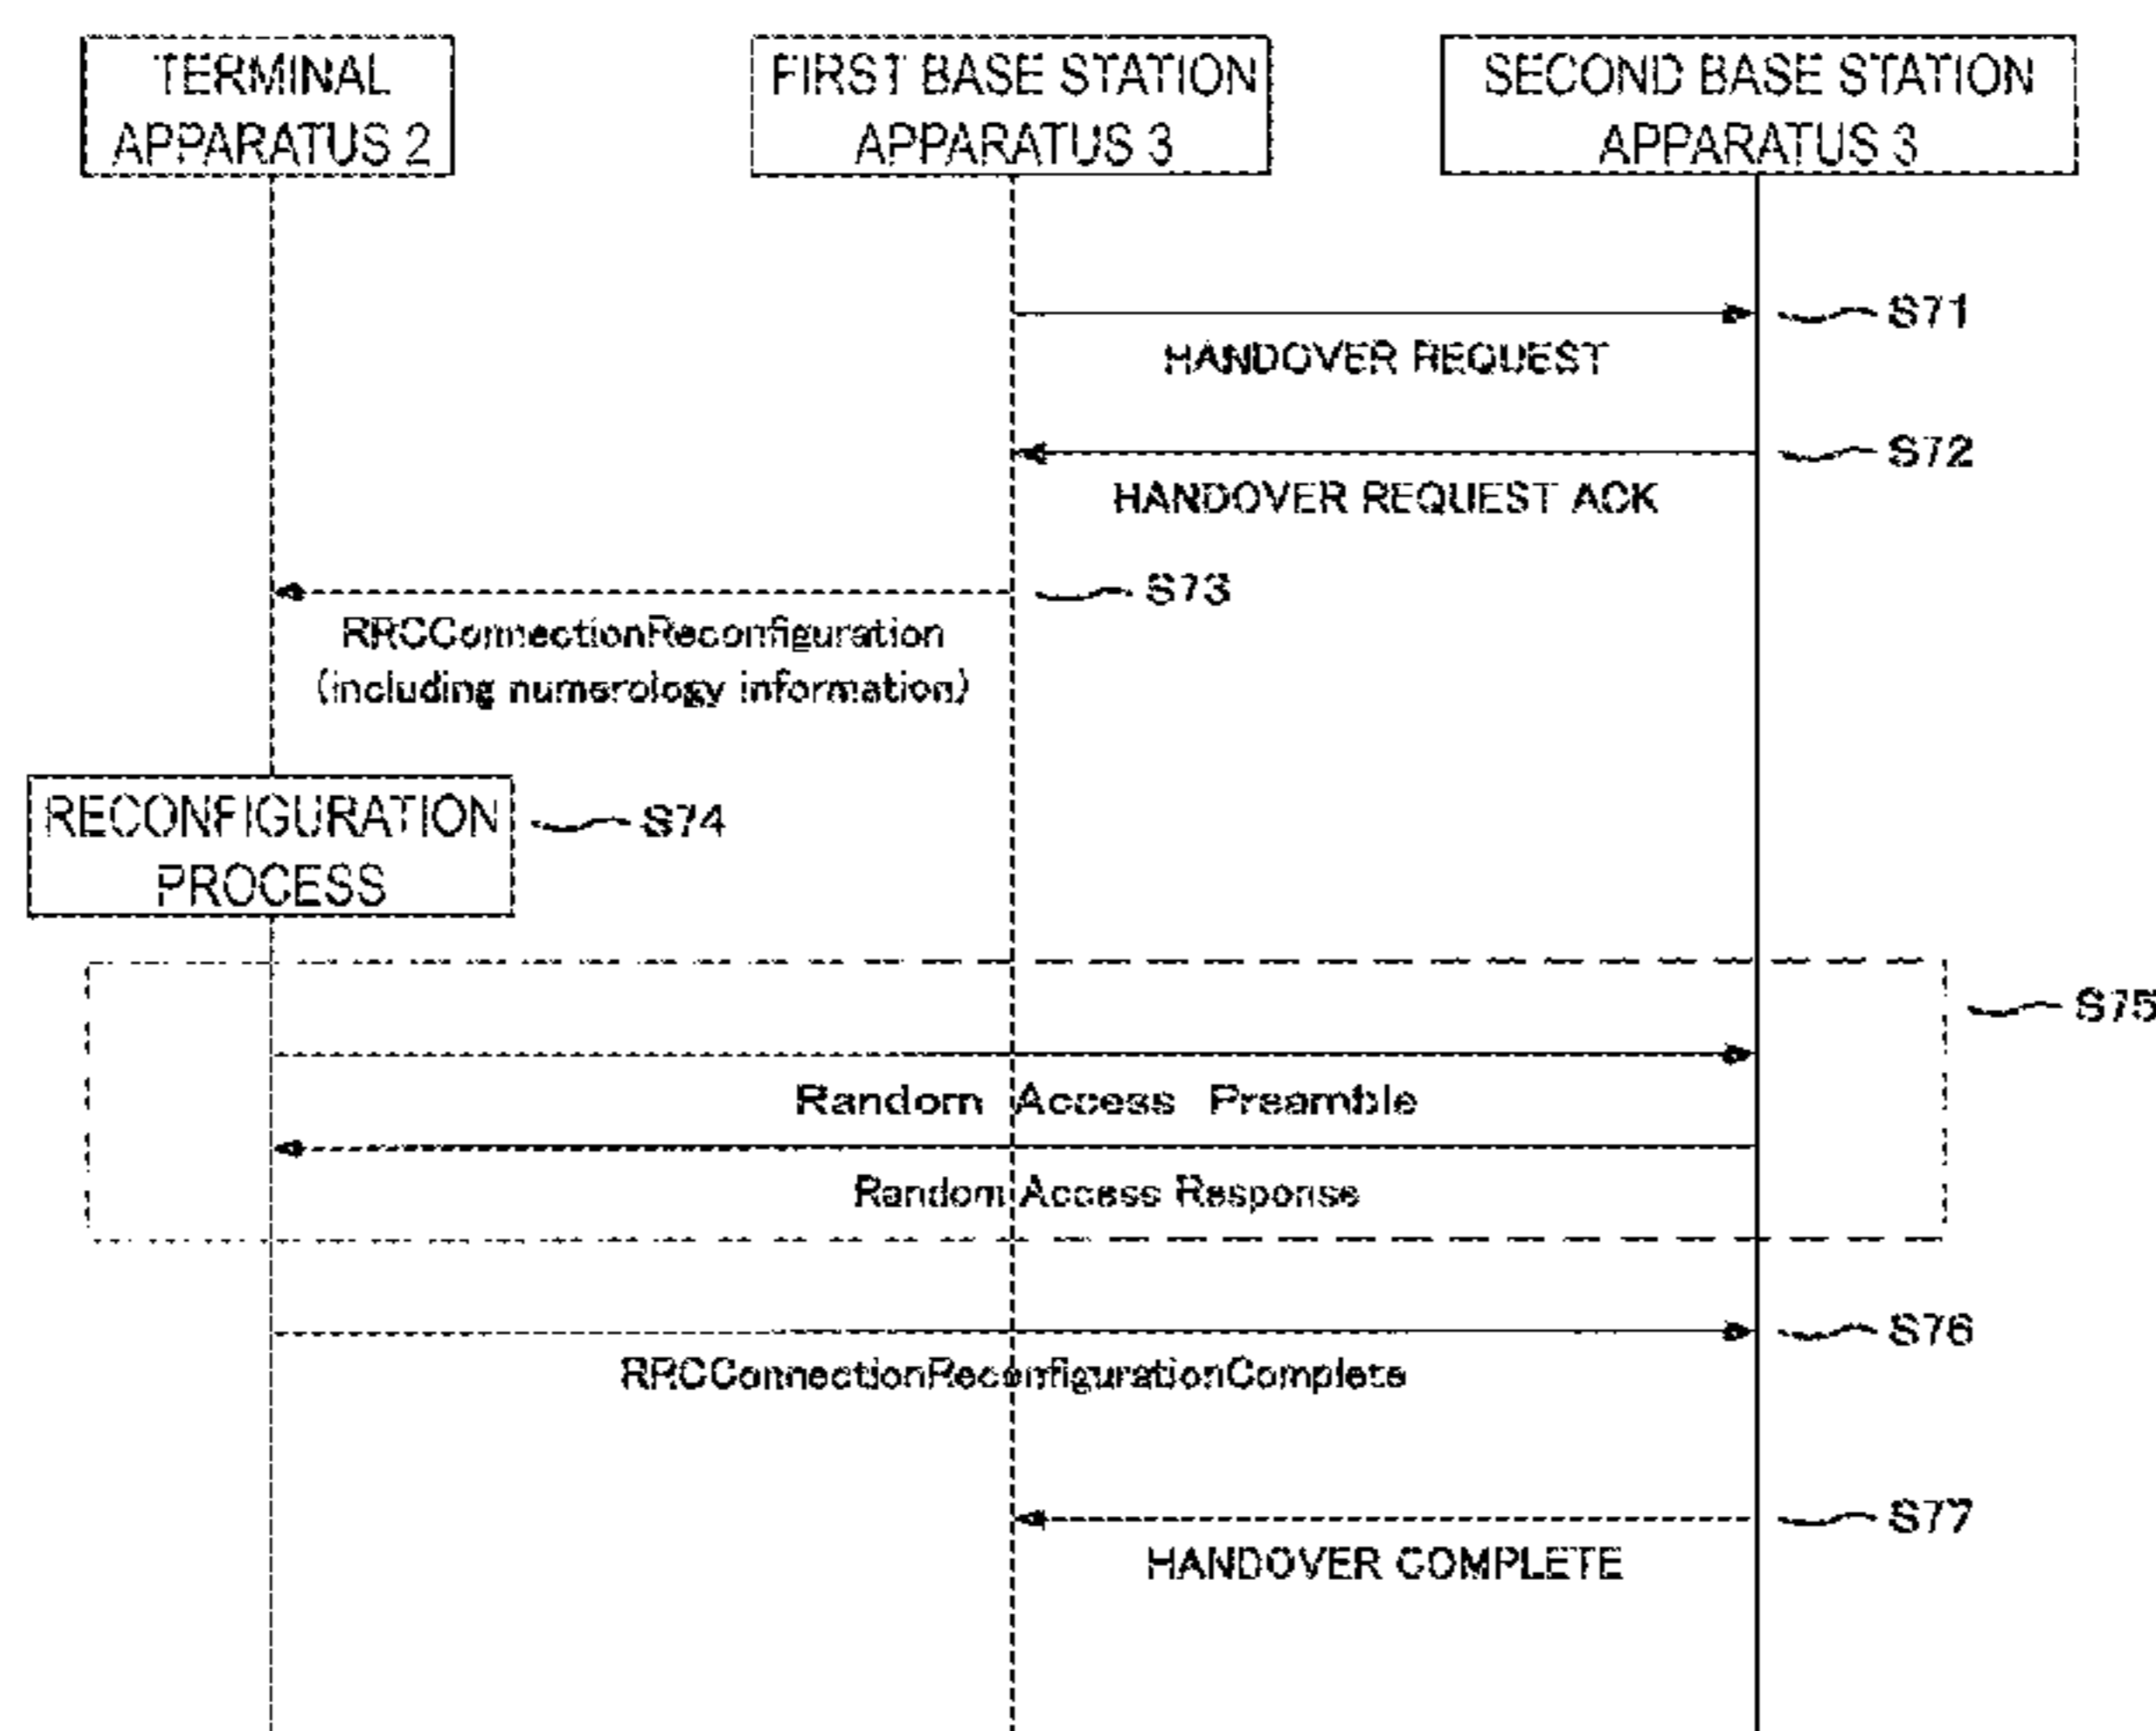 TERMINAL
APPARATUS 2
FIRST BASE STATION
APPARATUS 3
SECOND BASE STATION
APPARATUS 3
S71
HANDOVER REQUEST
S72
HANDOVER REQUEST ACK
S73
RRCConnectionReconfiguration
(including numerology information)
RECONFIGURATION
PROCESS
S74
S75
Random Access Preamble
Random Access Response
S76
RRCConnectionReconfigurationComplete
S77
HANDOVER COMPLETE